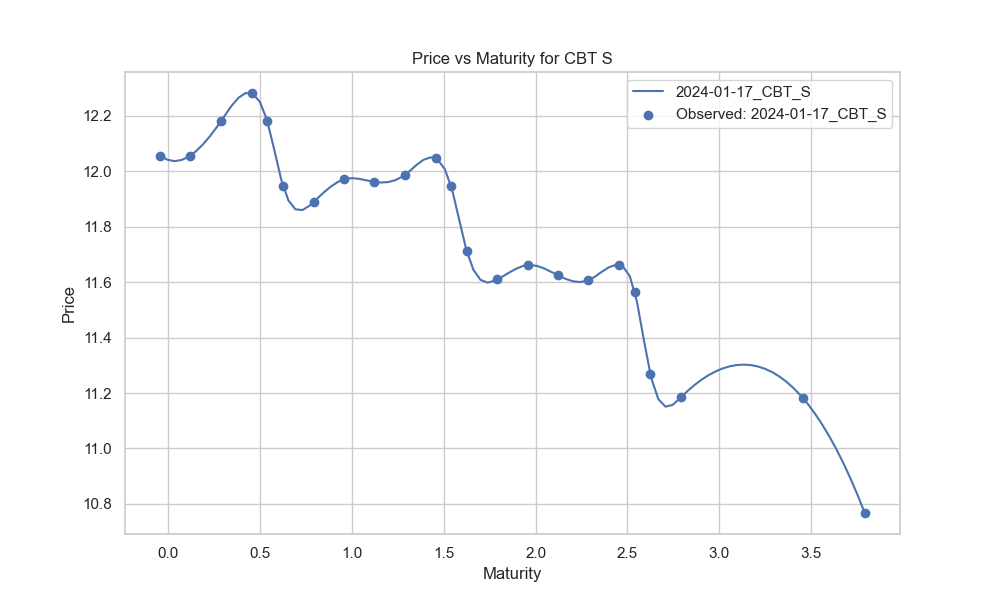 Price vs Maturity for CBT S
2024-01-17_CBT_S
Observed: 2024-01-17_CBT_S
12.2
12.0
11.8
11.6
11.4
11.2
11.0
10.8
Price
0.0 0.5 1.0 1.5 2.0 2.5 3.0 3.5
Maturity